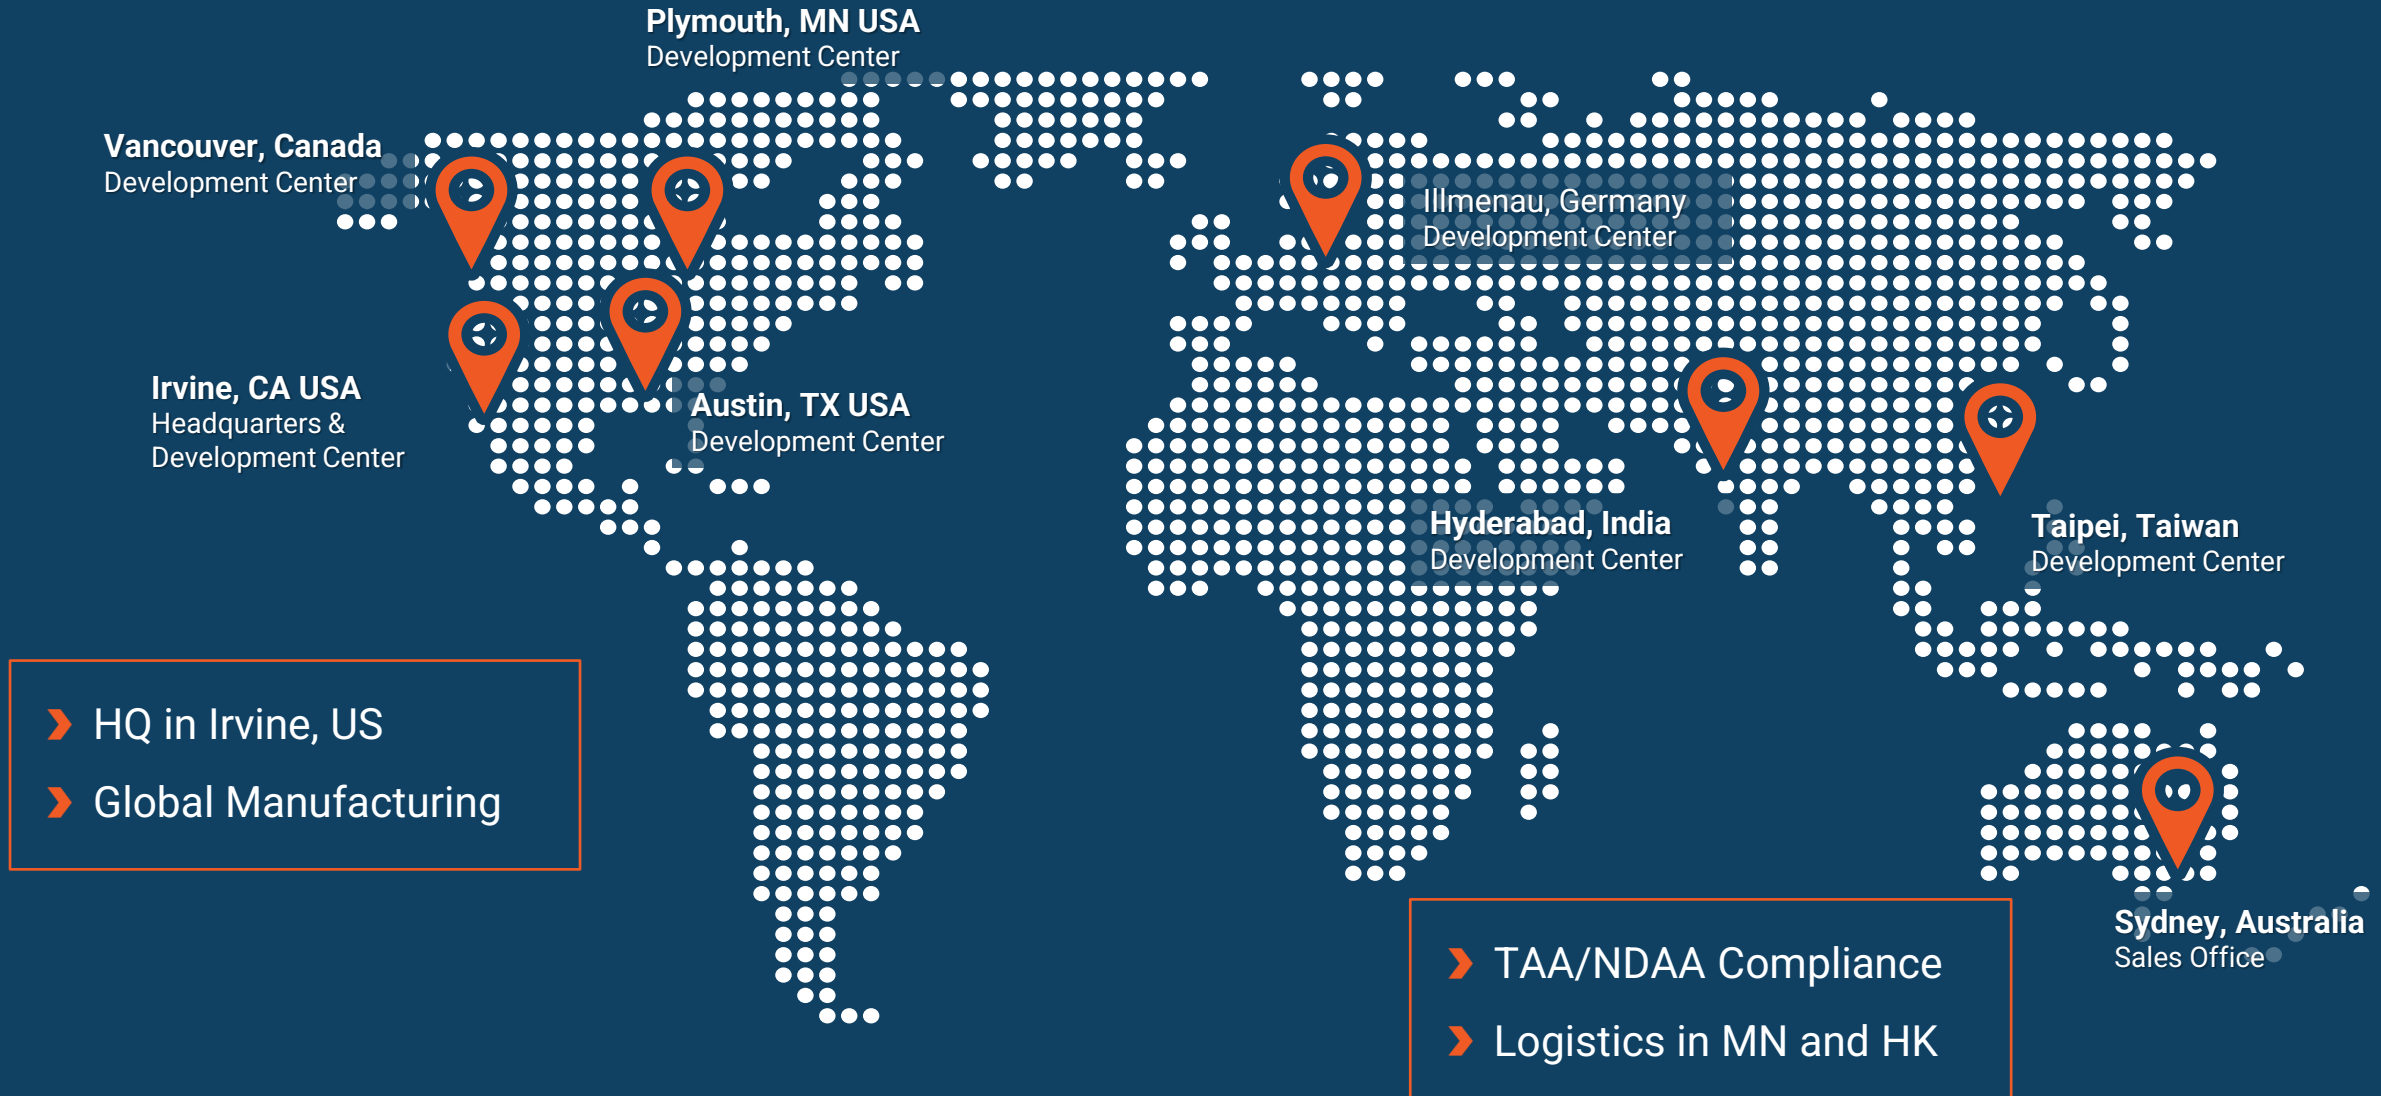 Plymouth, MN USA
Development Center
Vancouver, Canada
Development Center
Illmenau, Germany
Development Center
Irvine, CA USA
Headquarters &
Development Center
Austin, TX USA
Development Center
Hyderabad, India
Development Center
Taipei, Taiwan
Development Center
HQ in Irvine, US
Global Manufacturing
Sydney, Australia
Sales Office
TAA/NDAA Compliance
Logistics in MN and HK